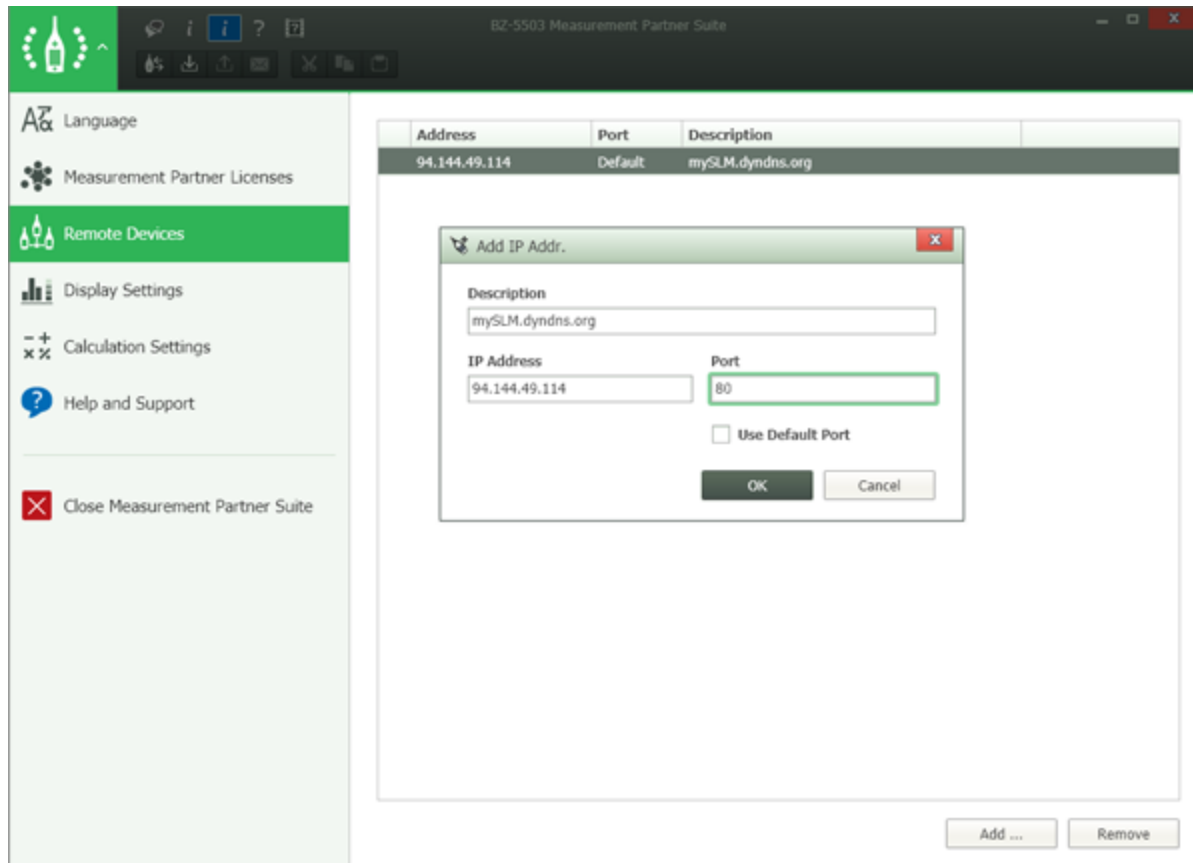 BZ-5503 Measurement Partner Suite
Language
Measurement Partner Licenses
Remote Devices
Display Settings
Calculation Settings
Help and Support
Close Measurement Partner Suite
Address Port Description
94.144.49.114 Default mySLM.dyndns.org
Add IP Addr.
Description
mySLM.dyndns.org
IP Address Port
94.144.49.114 80
Use Default Port
OK Cancel
Add ... Remove